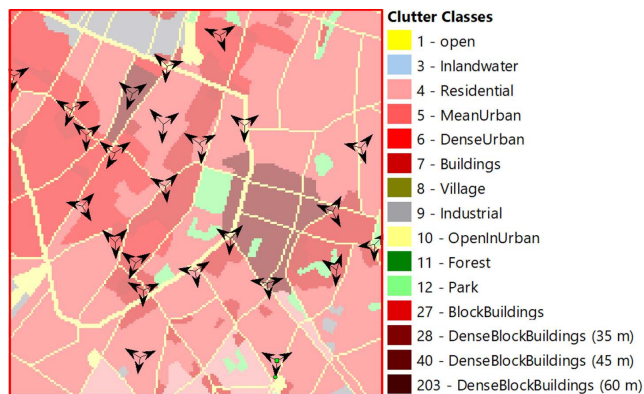 Clutter Classes
1 - open
3 - Inlandwater
4 - Residential
5 - MeanUrban
6 - DenseUrban
7 - Buildings
8 - Village
9 - Industrial
10 - OpenInUrban
11 - Forest
12 - Park
27 - BlockBuildings
28 - DenseBlockBuildings (35 m)
40 - DenseBlockBuildings (45 m)
203 - DenseBlockBuildings (60 m)